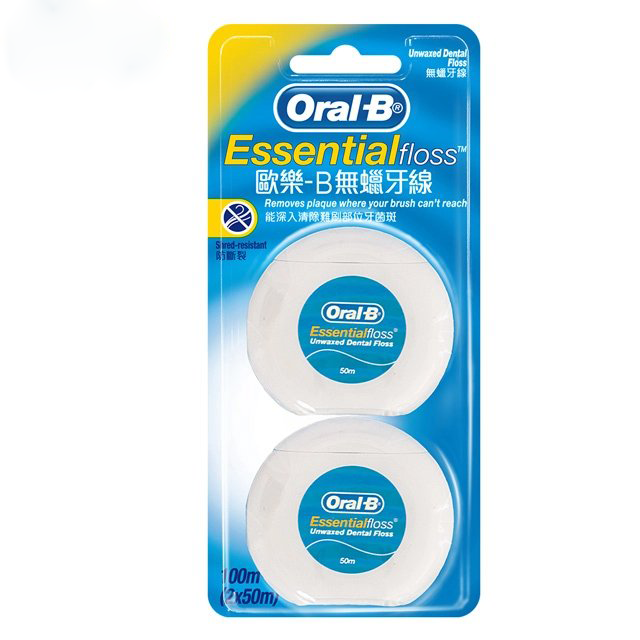 Unwaxed Dental
Floss
無蠟牙線
Oral-B®
Essentialfloss™
歐樂-B無蠟牙線
Removes plaque where your brush can't reach
能深入清除難刷部位牙菌斑
Shred-resistant
防斷裂
Oral-B
Essentialfloss®
Unwaxed Dental Floss
50m
Oral-B
Essentialfloss®
Unwaxed Dental Floss
50m
100m
(2x50m)